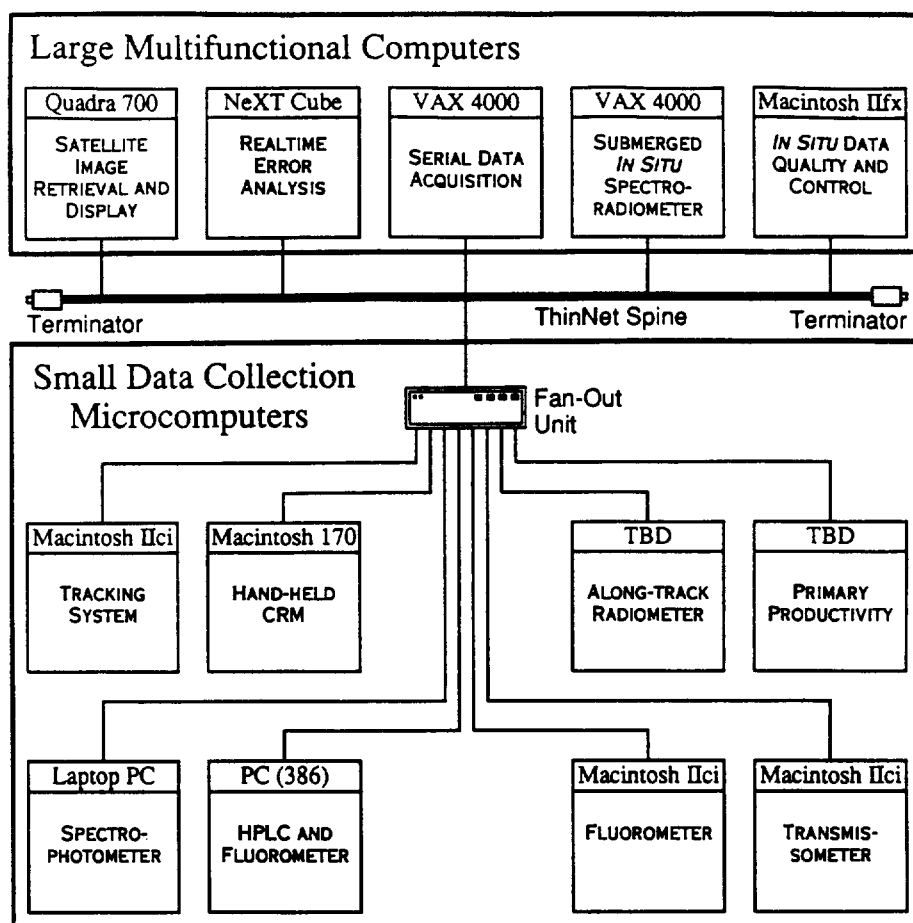 Large Multifunctional Computers
Quadra 700
SATELLITE
IMAGE
RETRIEVAL AND
DISPLAY
NeXT Cube
REALTIME
ERROR
ANALYSIS
VAX 4000
SERIAL DATA
ACQUISITION
VAX 4000
SUBMERGED
IN SITU
SPECTRO-
RADIOMETER
Macintosh IIfx
IN SITU DATA
QUALITY AND
CONTROL
Terminator
ThinNet Spine
Terminator
Small Data Collection
Microcomputers
Fan-Out
Unit
Macintosh IIci
TRACKING
SYSTEM
Macintosh 170
HAND-HELD
CRM
TBD
ALONG-TRACK
RADIOMETER
TBD
PRIMARY
PRODUCTIVITY
Laptop PC
SPECTRO-
PHOTOMETER
PC (386)
HPLC AND
FLUOROMETER
Macintosh IIci
FLUOROMETER
Macintosh IIci
TRANSMIS-
SOMETER